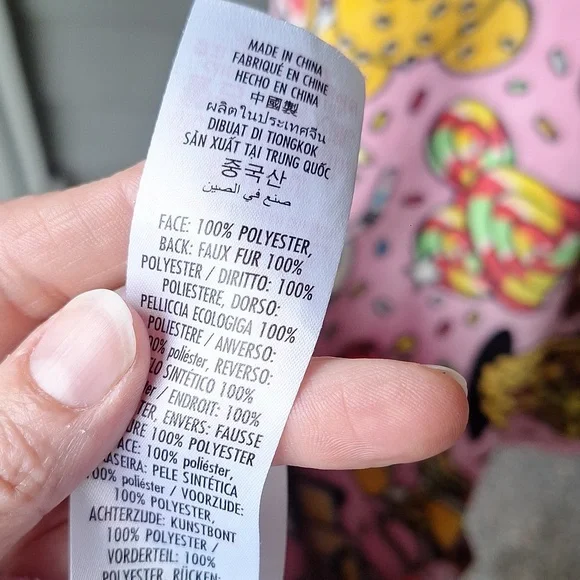 MADE IN CHINA
FABRIQUÉ EN CHINE
HECHO EN CHINA
中國製
ผลิตในประเทศจีน
DIBUAT DI TIONGKOK
SẢN XUẤT TẠI TRUNG QUỐC
중국산
صنع في الصين
FACE: 100% POLYESTER,
BACK: FAUX FUR 100%
POLYESTER / DIRITTO: 100%
POLIESTERE, DORSO:
PELLICCIA ECOLOGIGA 100%
POLIESTERE / ANVERSO:
poliéster, REVERSO:
SINTÉTICO 100%
/ ENDROIT: 100%
ENVERS: FAUSSE
100% POLYESTER
100% poliéster,
PELE SINTÉTICA
poliéster / VOORZIJDE:
100% POLYESTER,
ACHTERZIJDE: KUNSTBONT
100% POLYESTER /
VORDERTEIL: 100%
POLYESTER, RÜCKEN: